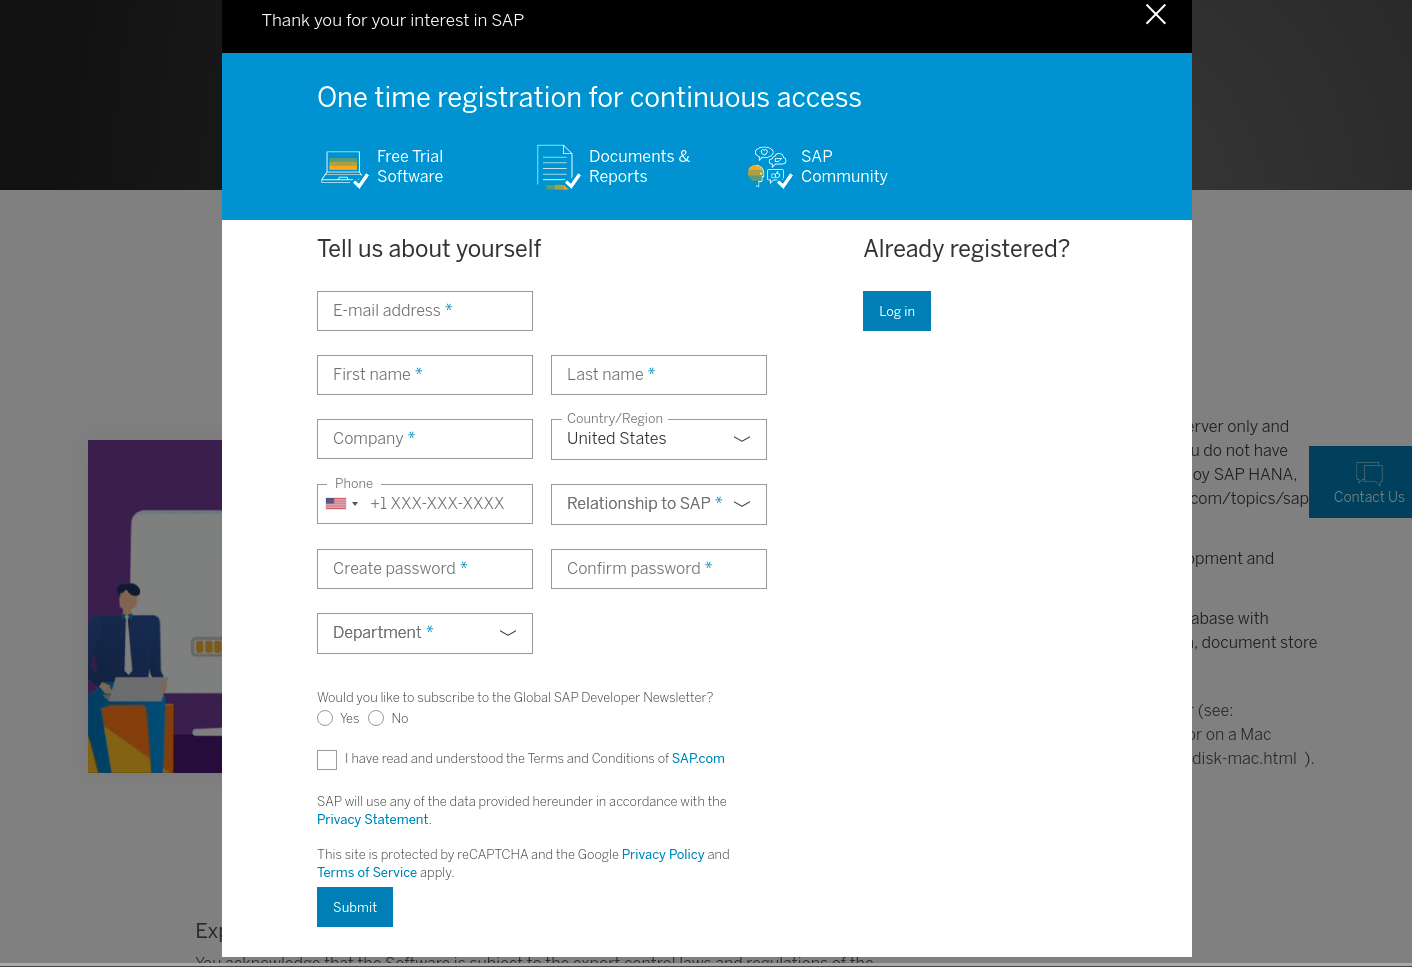 Thank you for your interest in SAP
One time registration for continuous access
Free Trial
Software
Documents &
Reports
SAP
Community
Tell us about yourself
Already registered?
E-mail address *
Log in
First name *
Last name *
Company *
Country/Region
United States
Phone
+1 XXX-XXX-XXXX
Relationship to SAP *
Create password *
Confirm password *
Department *
Would you like to subscribe to the Global SAP Developer Newsletter?
Yes No
I have read and understood the Terms and Conditions of SAP.com
SAP will use any of the data provided hereunder in accordance with the
Privacy Statement.
This site is protected by reCAPTCHA and the Google Privacy Policy and
Terms of Service apply.
Submit
only and
do not have
SAP HANA,
.com/topics/sap
Contact Us
and
with
, document store
(see:
on a Mac
disk-mac.html ).
You acknowledge that the Software is subject to the export control laws and regulations of the